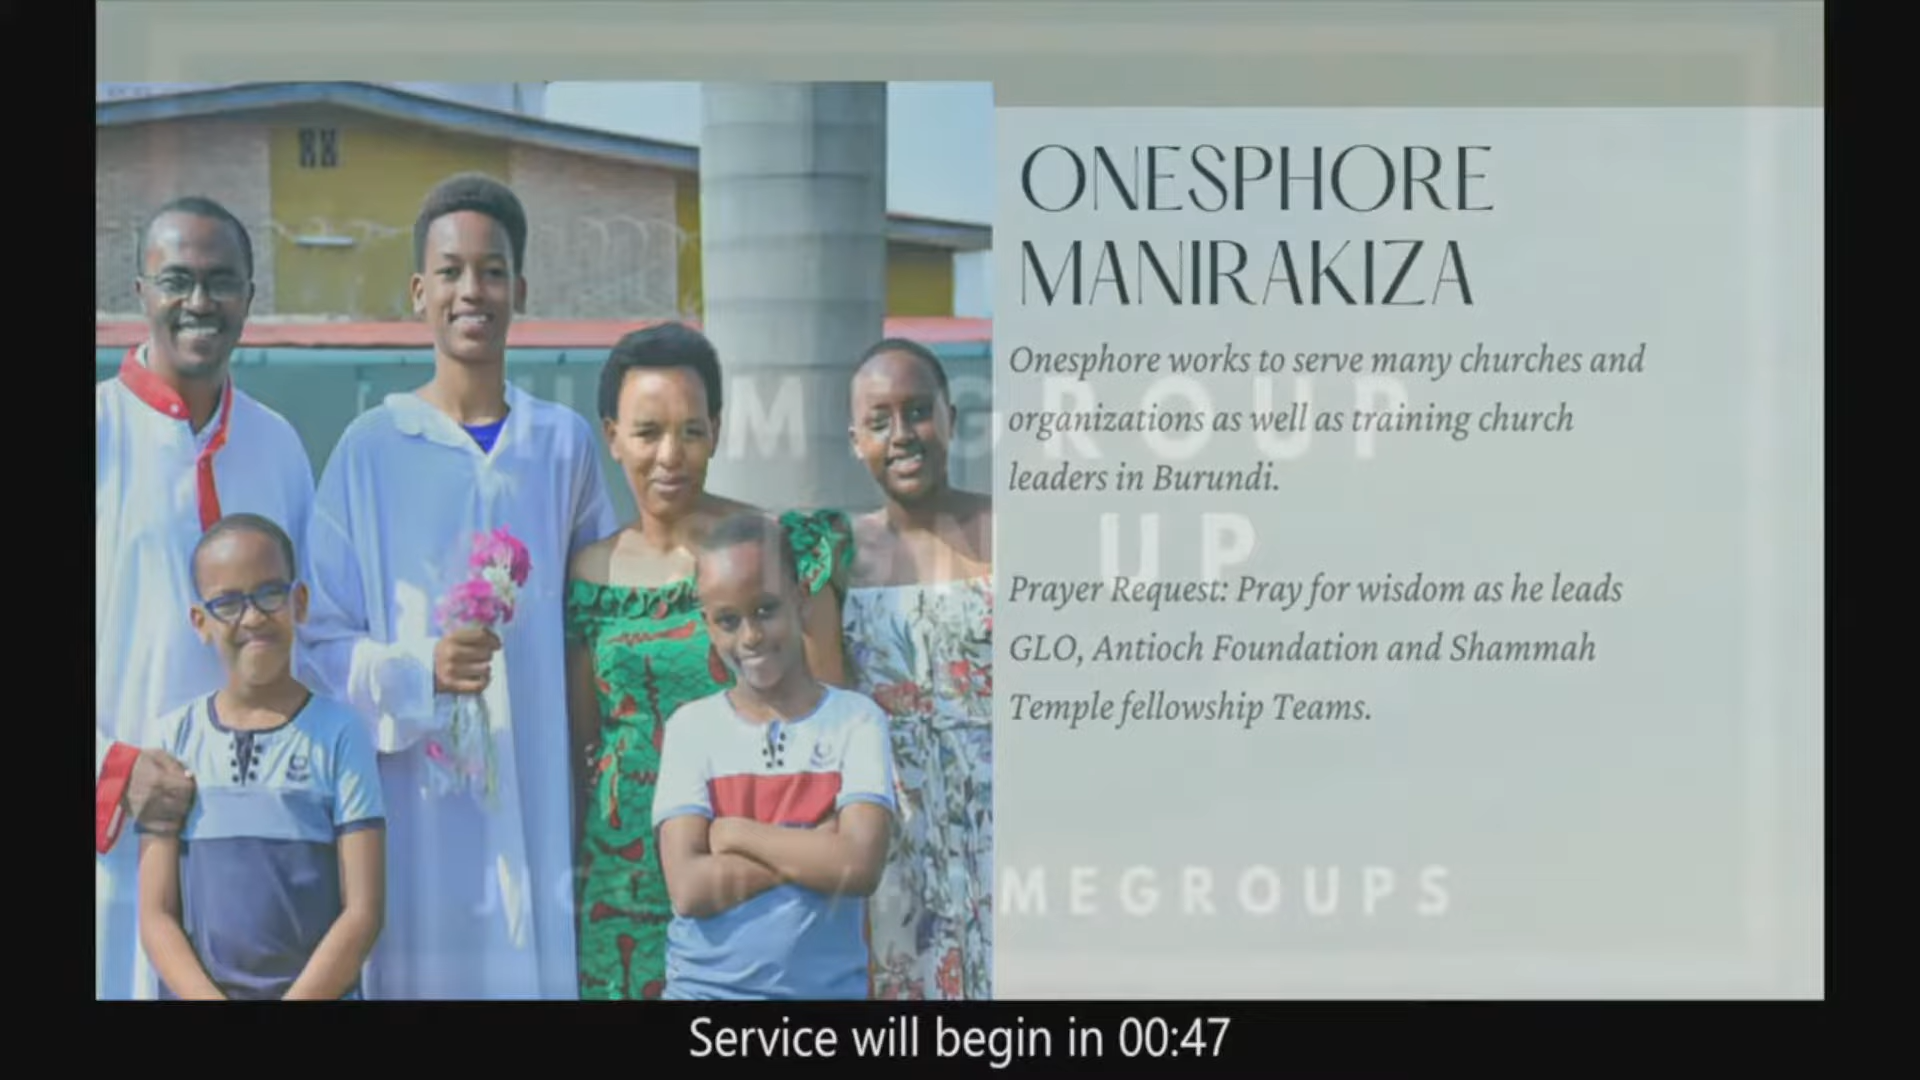 ONESPHORE
MANIRAKIZA
Onesphore works to serve many churches and
organizations as well as training church
leaders in Burundi.
Prayer Request: Pray for wisdom as he leads
GLO, Antioch Foundation and Shammah
Temple fellowship Teams.
GROUP
UP
MEGROUPS
Service will begin in 00:47